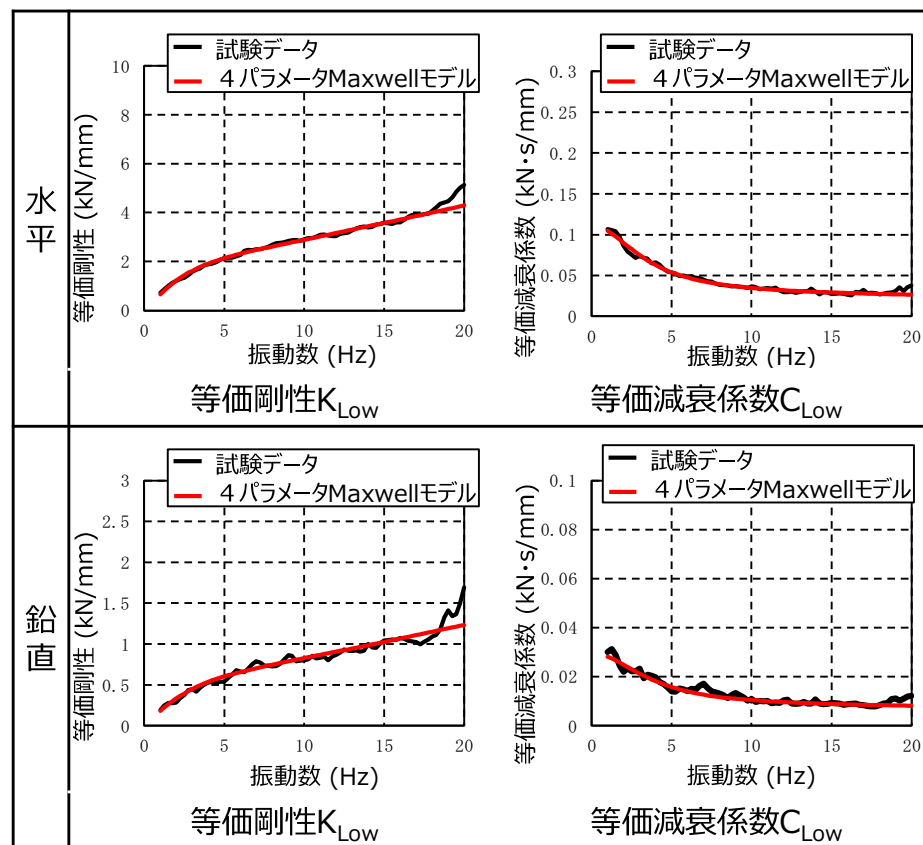 水平
試験データ
４パラメータMaxwellモデル
等価剛性 (kN/mm)
10
8
6
4
2
0
0 5 10 15 20
振動数 (Hz)
等価剛性K_Low
試験データ
４パラメータMaxwellモデル
等価減衰係数 (kN･s/mm)
0.3
0.25
0.2
0.15
0.1
0.05
0
0 5 10 15 20
振動数 (Hz)
等価減衰係数C_Low
鉛直
試験データ
４パラメータMaxwellモデル
等価剛性 (kN/mm)
3
2.5
2
1.5
1
0.5
0
0 5 10 15 20
振動数 (Hz)
等価剛性K_Low
試験データ
４パラメータMaxwellモデル
等価減衰係数 (kN･s/mm)
0.1
0.08
0.06
0.04
0.02
0
0 5 10 15 20
振動数 (Hz)
等価減衰係数C_Low